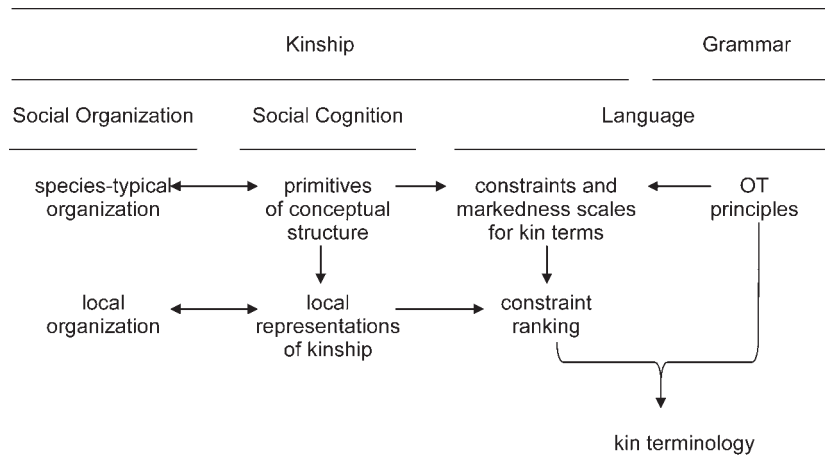 Kinship Grammar
Social Organization Social Cognition Language
species-typical
organization
primitives
of conceptual
structure
constraints and
markedness scales
for kin terms
OT
principles
local
organization
local
representations
of kinship
constraint
ranking
kin terminology